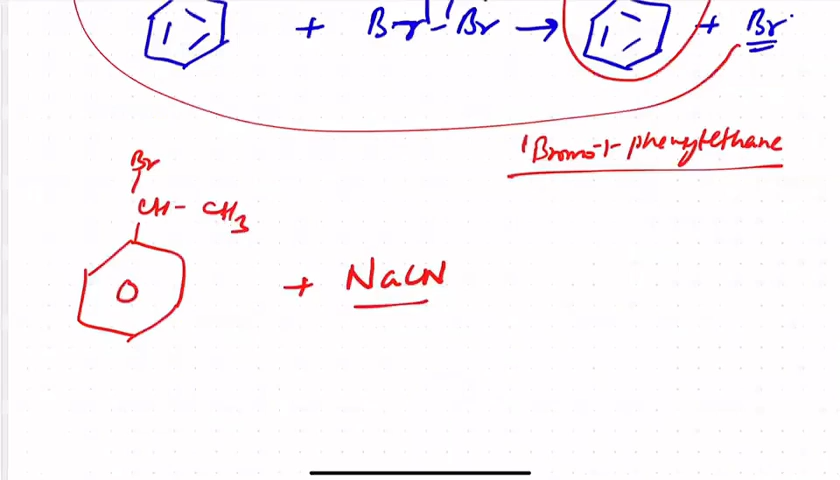 + Br-Br → + Br·
1 Bromo-1-phenylethane
Br
CH- CH3
+ NaCN